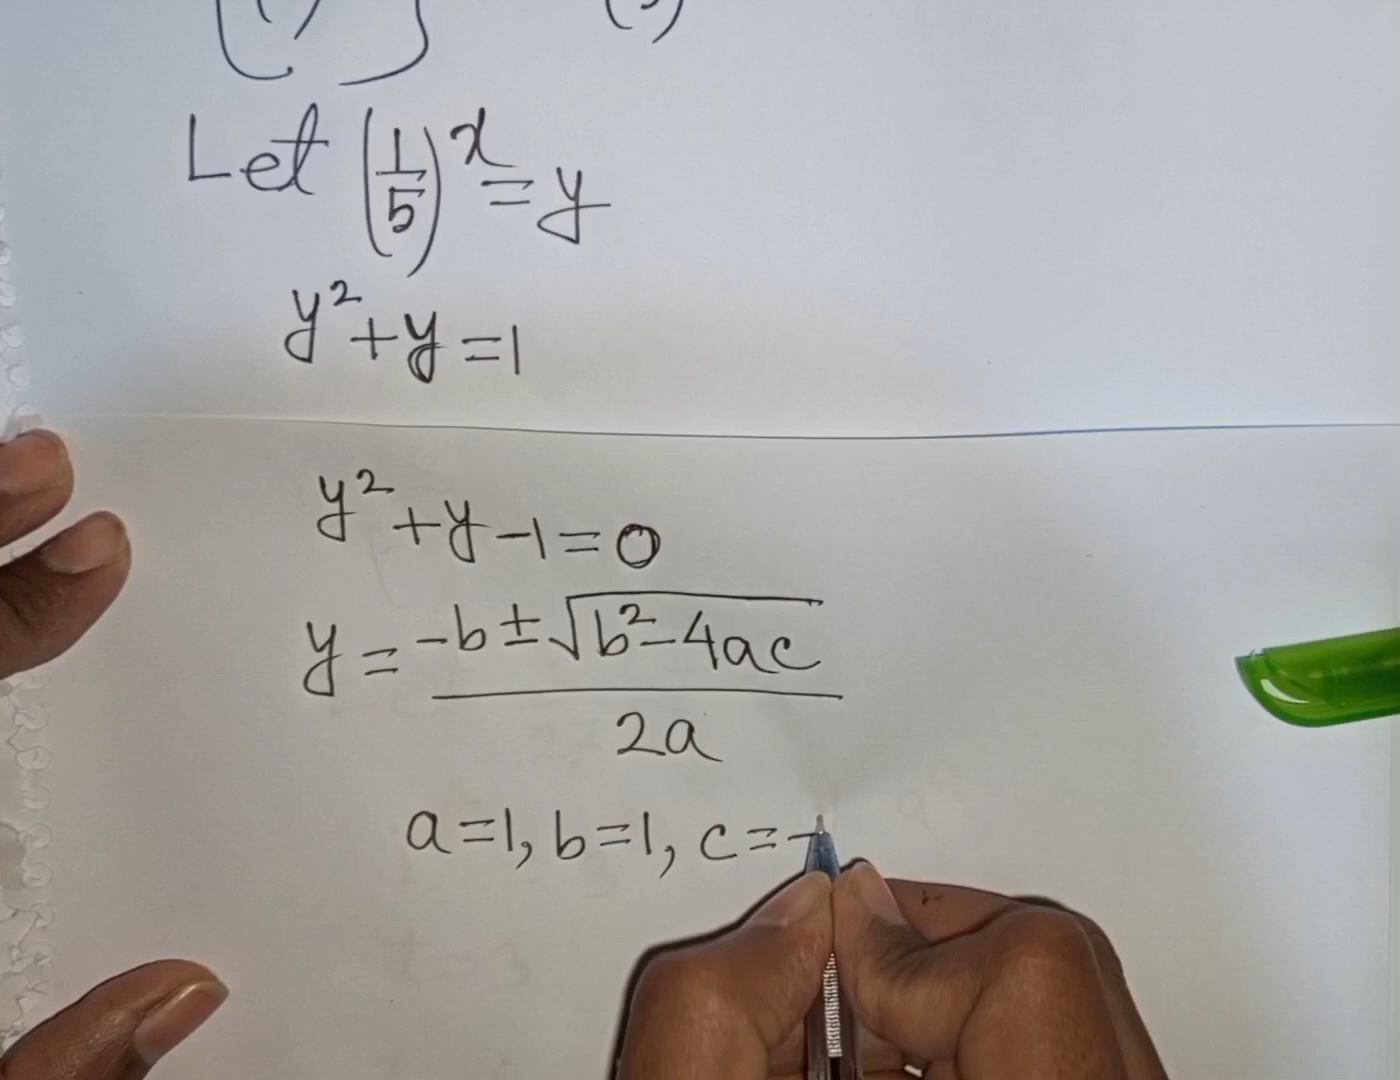 Let (1/5)^x = y
y² + y = 1
y² + y - 1 = 0
y = (-b ± √(b² - 4ac)) / 2a
a = 1, b = 1, c = -